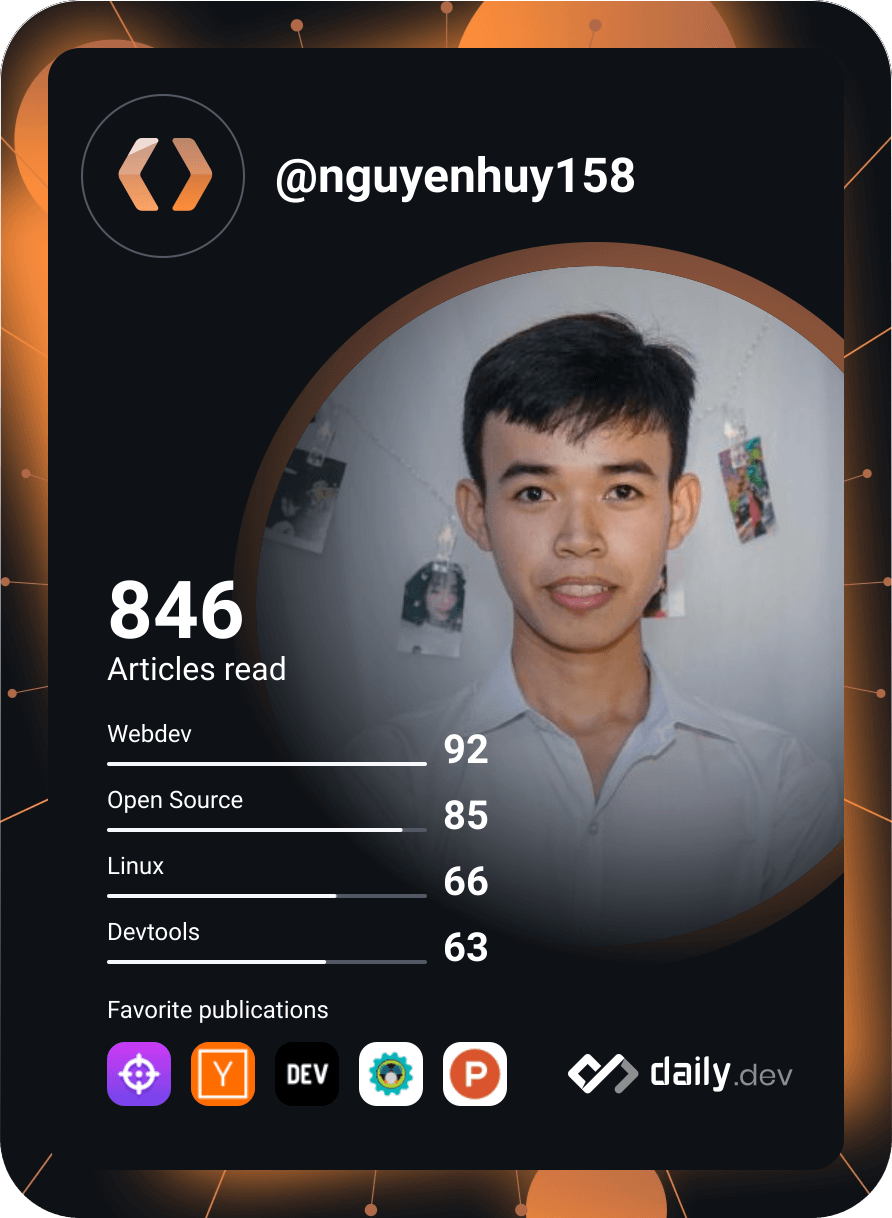 @nguyenhuy158
846
Articles read
Webdev
92
Open Source
85
Linux
66
Devtools
63
Favorite publications
Y
DEV
P
daily.dev